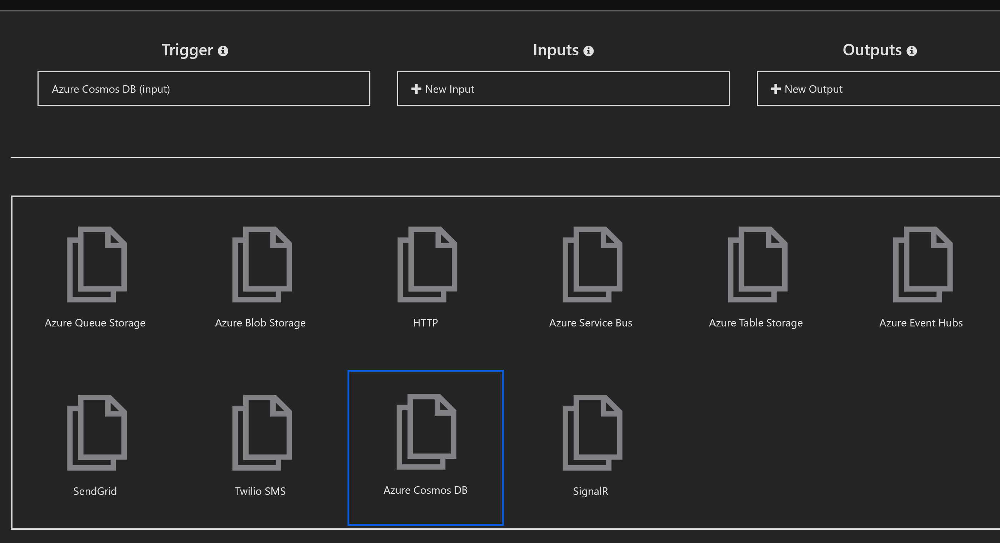 Trigger
Inputs
Outputs
Azure Cosmos DB (input)
New Input
New Output
Azure Queue Storage
Azure Blob Storage
HTTP
Azure Service Bus
Azure Table Storage
Azure Event Hubs
SendGrid
Twilio SMS
Azure Cosmos DB
SignalR